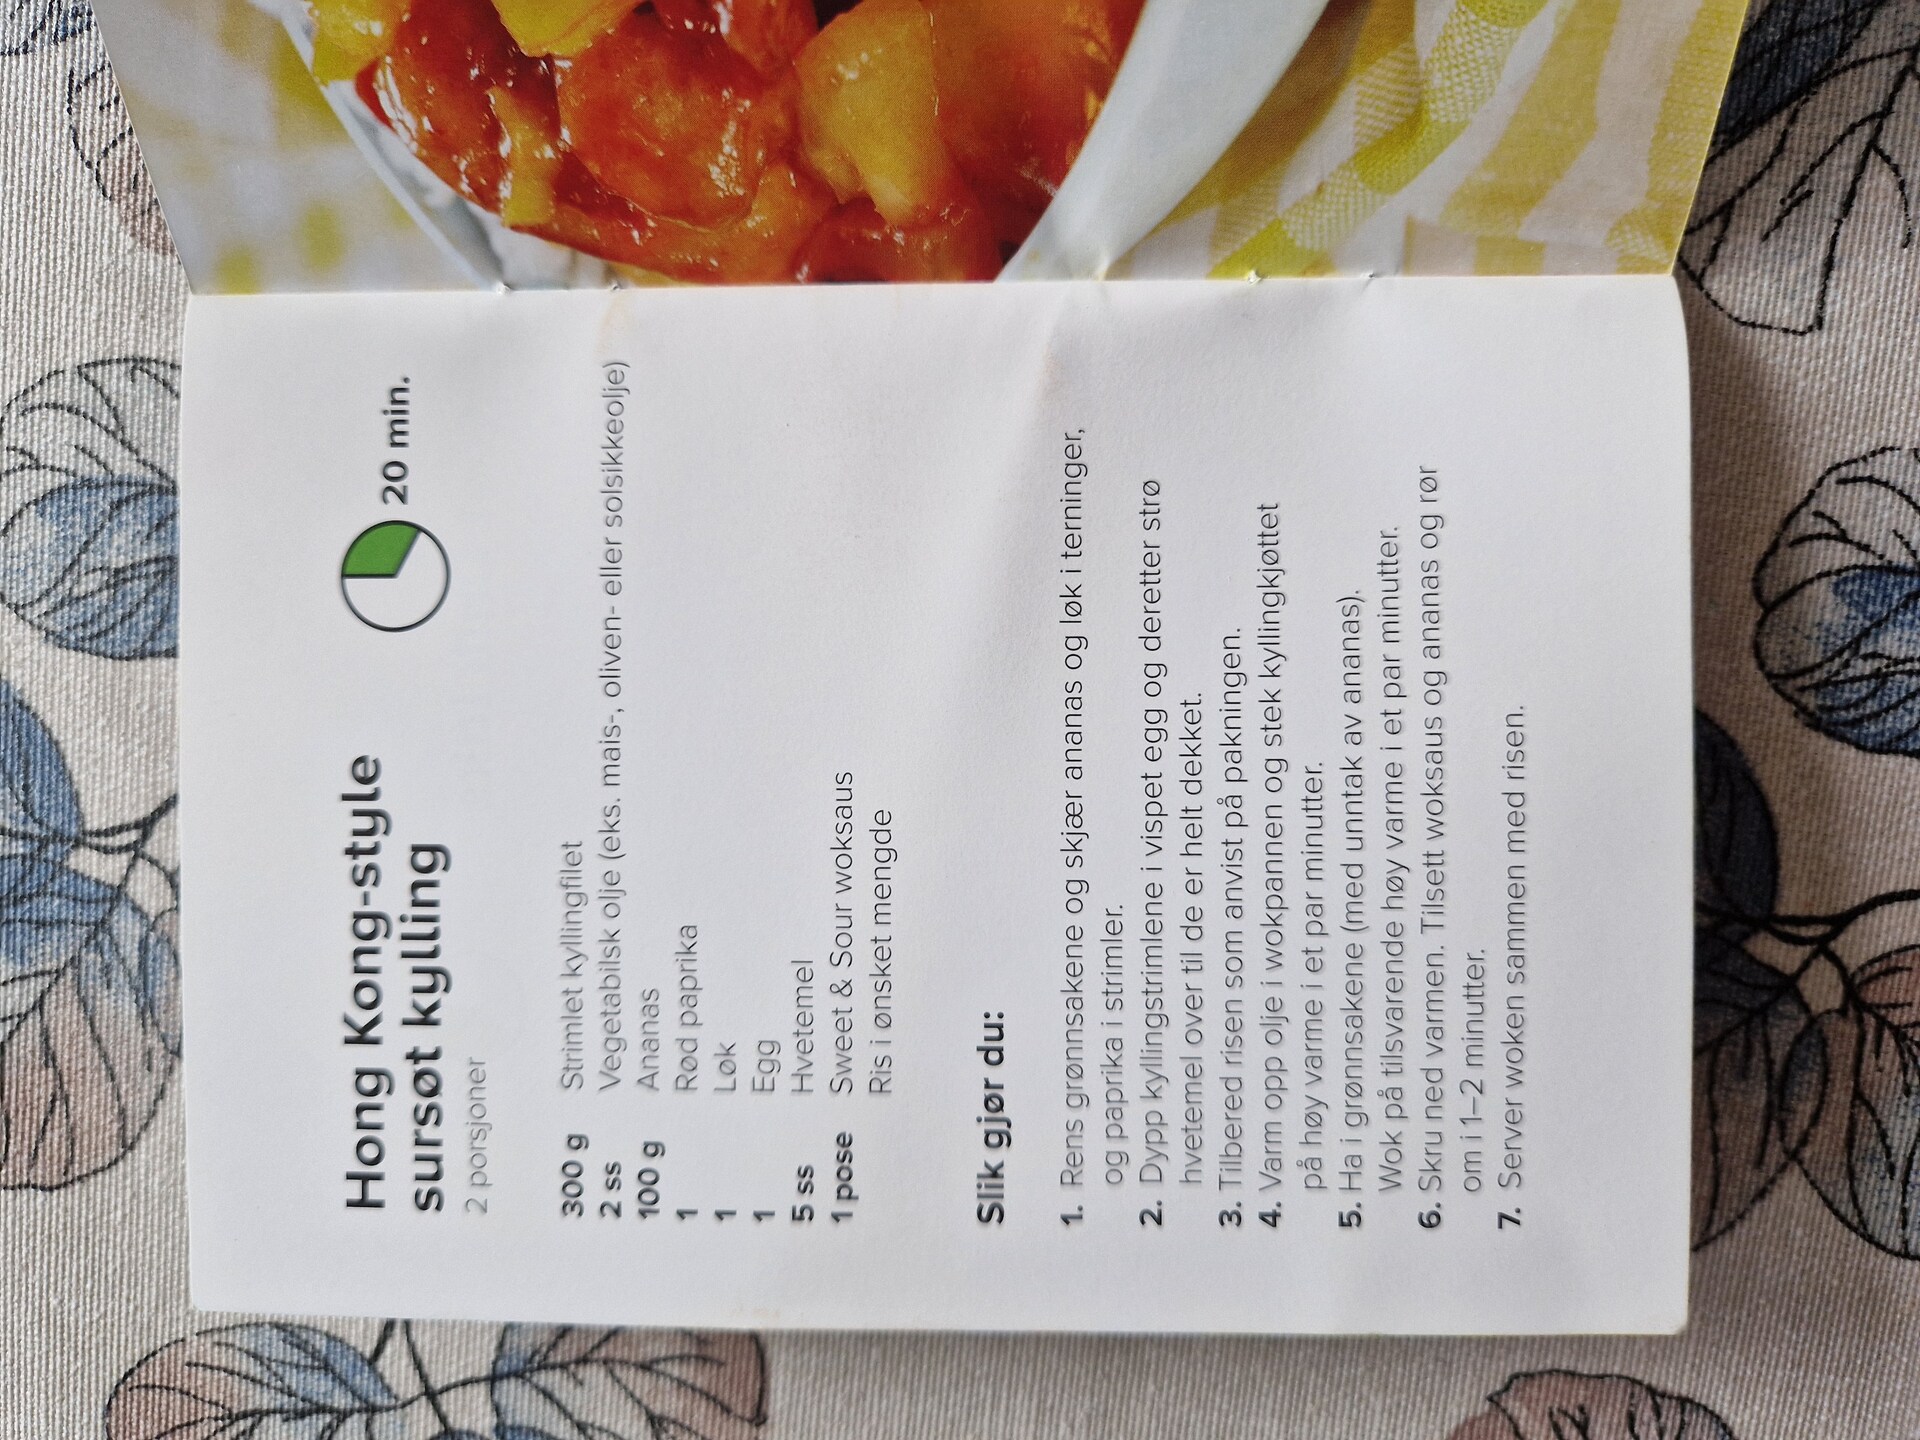 Hong Kong-style
sursøt kylling
20 min.
2 porsjoner
300 g Strimlet kyllingfilet
2 ss Vegetabilsk olje (eks. mais-, oliven- eller solsikkeolje)
100 g Ananas
1 Rød paprika
1 Løk
1 Egg
5 ss Hvetemel
1 pose Sweet & Sour woksaus
Ris i ønsket mengde
Slik gjør du:
1. Rens grønnsakene og skjær ananas og løk i terninger,
og paprika i strimler.
2. Dypp kyllingstrimlene i vispet egg og deretter strø
hvetemel over til de er helt dekket.
3. Tilbered risen som anvist på pakningen.
4. Varm opp olje i wokpannen og stek kyllingkjøttet
på høy varme i et par minutter.
5. Ha i grønnsakene (med unntak av ananas).
Wok på tilsvarende høy varme i et par minutter.
6. Skru ned varmen. Tilsett woksaus og ananas og rør
om i 1–2 minutter.
7. Server woken sammen med risen.